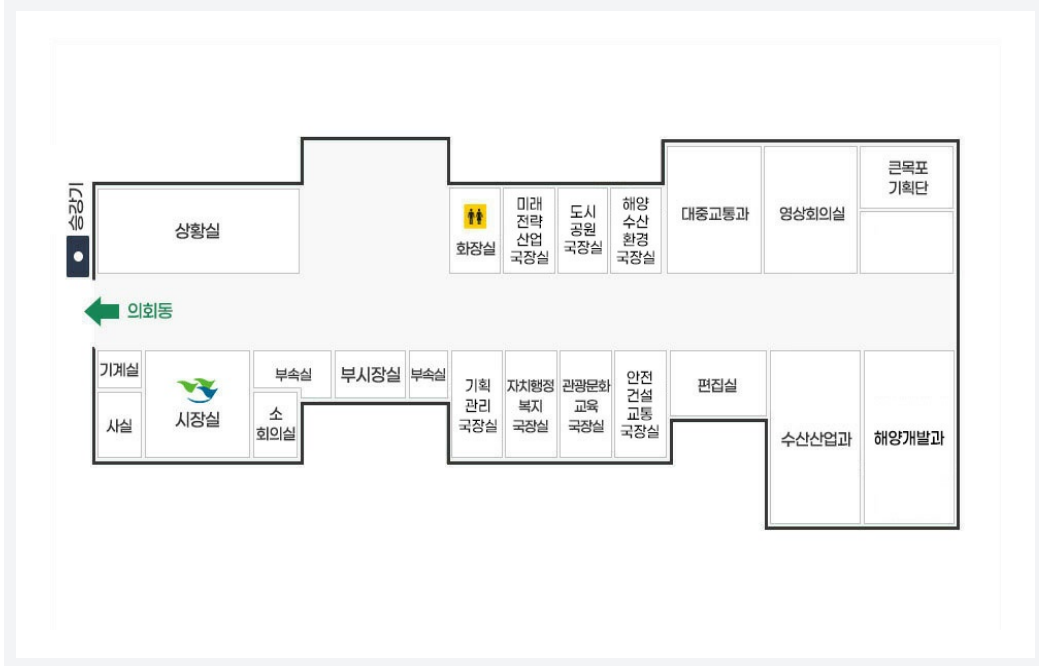 승강기
상황실
화장실
미래
전략
산업
국장실
도시
공원
국장실
해양
수산
환경
국장실
대중교통과
영상회의실
큰목포
기획단
의회동
기계실
사실
시장실
부속실
소
회의실
부시장실
부속실
기획
관리
국장실
자치행정
복지
국장실
관광문화
교육
국장실
안전
건설
교통
국장실
편집실
수산산업과
해양개발과